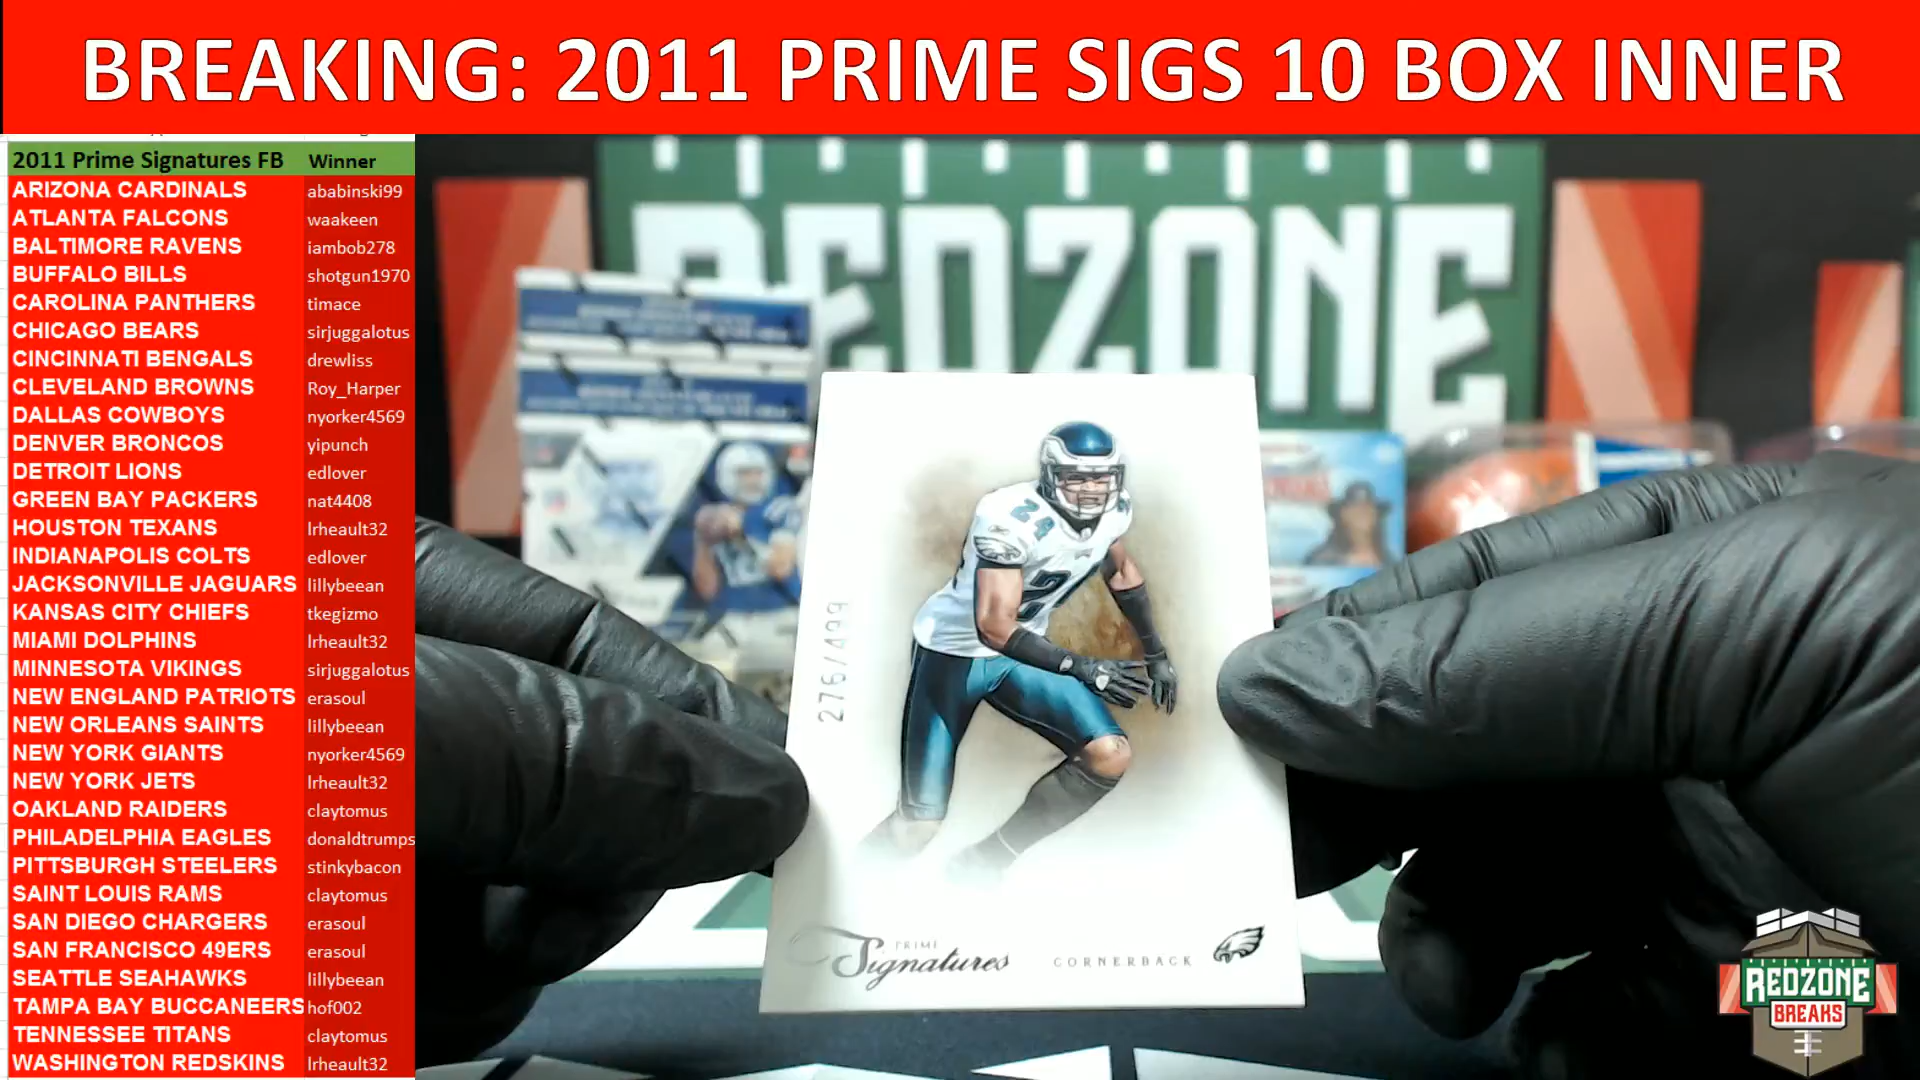 BREAKING: 2011 PRIME SIGS 10 BOX INNER
2011 Prime Signatures FB Winner
ARIZONA CARDINALS ababinski99
ATLANTA FALCONS waakeen
BALTIMORE RAVENS iambob278
BUFFALO BILLS shotgun1970
CAROLINA PANTHERS timace
CHICAGO BEARS sirjuggalotus
CINCINNATI BENGALS drewliss
CLEVELAND BROWNS Roy_Harper
DALLAS COWBOYS nyorker4569
DENVER BRONCOS yipunch
DETROIT LIONS edlover
GREEN BAY PACKERS nat4408
HOUSTON TEXANS lrheault32
INDIANAPOLIS COLTS edlover
JACKSONVILLE JAGUARS lillybeean
KANSAS CITY CHIEFS tkegizmo
MIAMI DOLPHINS lrheault32
MINNESOTA VIKINGS sirjuggalotus
NEW ENGLAND PATRIOTS erasoul
NEW ORLEANS SAINTS lillybeean
NEW YORK GIANTS nyorker4569
NEW YORK JETS lrheault32
OAKLAND RAIDERS claytomus
PHILADELPHIA EAGLES donaldtrumps
PITTSBURGH STEELERS stinkybacon
SAINT LOUIS RAMS claytomus
SAN DIEGO CHARGERS erasoul
SAN FRANCISCO 49ERS erasoul
SEATTLE SEAHAWKS lillybeean
TAMPA BAY BUCCANEERS hof002
TENNESSEE TITANS claytomus
WASHINGTON REDSKINS lrheault32
REDZONE
24
24
276/499
PRIME
Signatures
CORNERBACK
REDZONE
BREAKS